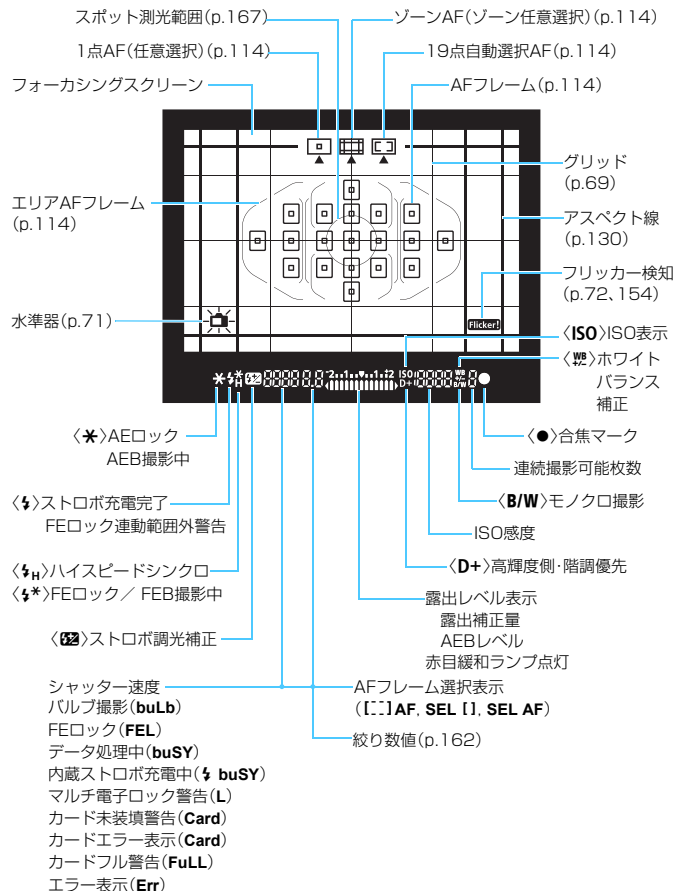 スポット測光範囲(p.167)
ゾーンAF(ゾーン任意選択)(p.114)
1点AF(任意選択)(p.114)
19点自動選択AF(p.114)
フォーカシングスクリーン
AFフレーム(p.114)
グリッド
(p.69)
エリアAFフレーム
(p.114)
アスペクト線
(p.130)
フリッカー検知
(p.72、154)
水準器(p.71)
Flicker!
〈ISO〉ISO表示
〈WB+/-〉ホワイト
バランス
補正
-2..1..▼..1.:2 ISO D+ WB+/- B/W
〈✱〉AEロック
AEB撮影中
〈●〉合焦マーク
連続撮影可能枚数
〈⚡〉ストロボ充電完了
FEロック連動範囲外警告
〈B/W〉モノクロ撮影
ISO感度
〈⚡H〉ハイスピードシンクロ
〈⚡*〉FEロック／ FEB撮影中
〈D+〉高輝度側・階調優先
露出レベル表示
露出補正量
AEBレベル
赤目緩和ランプ点灯
〈⚡±〉ストロボ調光補正
シャッター速度
バルブ撮影(buLb)
FEロック(FEL)
データ処理中(buSY)
内蔵ストロボ充電中(⚡ buSY)
マルチ電子ロック警告(L)
カード未装填警告(Card)
カードエラー表示(Card)
カードフル警告(FuLL)
エラー表示(Err)
AFフレーム選択表示
([ ] AF, SEL [ ], SEL AF)
絞り数値(p.162)